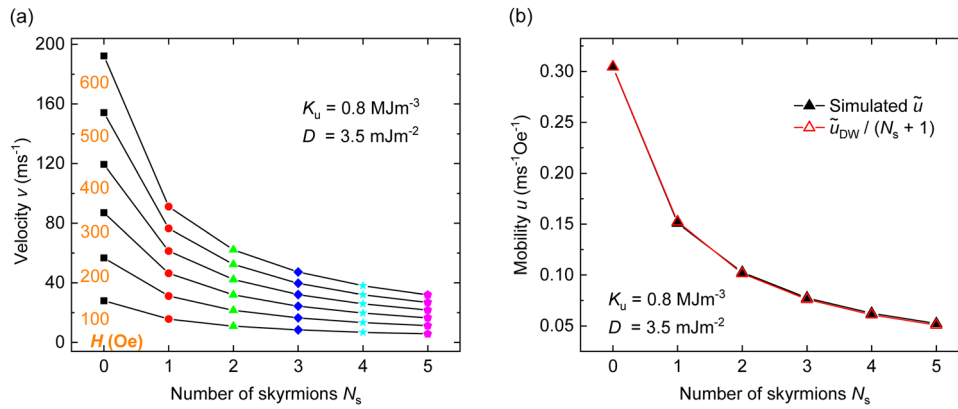 (a)
(b)
200
160
120
80
40
0
Velocity v (ms⁻¹)
600
500
400
300
200
100
H (Oe)
Kᵤ = 0.8 MJm⁻³
D = 3.5 mJm⁻²
0 1 2 3 4 5
Number of skyrmions Nₛ
0.30
0.25
0.20
0.15
0.10
0.05
Mobility u (ms⁻¹Oe⁻¹)
Simulated ũ
ũ_DW / (Nₛ + 1)
Kᵤ = 0.8 MJm⁻³
D = 3.5 mJm⁻²
0 1 2 3 4 5
Number of skyrmions Nₛ